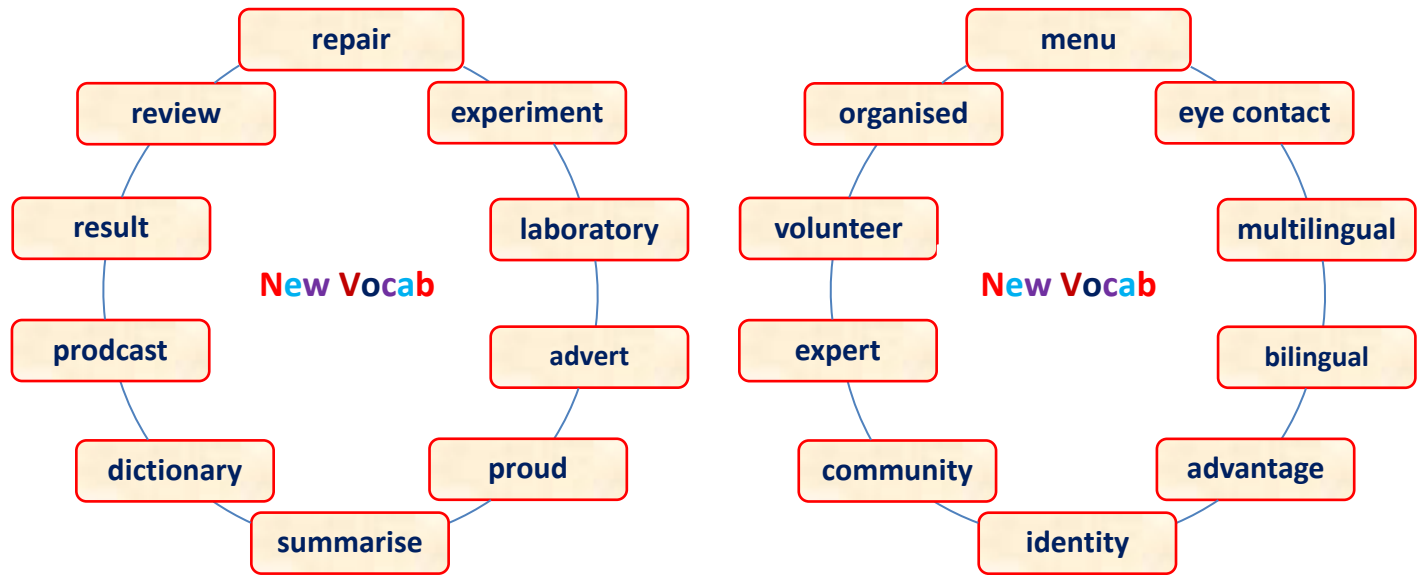 repair
review
experiment
result
laboratory
New Vocab
prodcast
advert
dictionary
proud
summarise
menu
organised
eye contact
volunteer
multilingual
New Vocab
expert
bilingual
community
advantage
identity